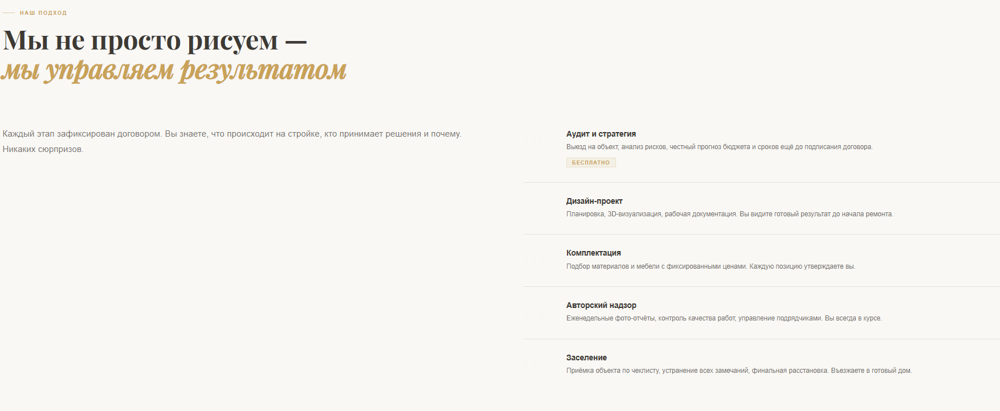 НАШ ПОДХОД
Мы не просто рисуем —
мы управляем результатом
Каждый этап зафиксирован договором. Вы знаете, что происходит на стройке, кто принимает решения и почему.
Никаких сюрпризов.
Аудит и стратегия
Выезд на объект, анализ рисков, честный прогноз бюджета и сроков ещё до подписания договора.
БЕСПЛАТНО
Дизайн-проект
Планировка, 3D-визуализация, рабочая документация. Вы видите готовый результат до начала ремонта.
Комплектация
Подбор материалов и мебели с фиксированными ценами. Каждую позицию утверждаете вы.
Авторский надзор
Еженедельные фото-отчёты, контроль качества работ, управление подрядчиками. Вы всегда в курсе.
Заселение
Приёмка объекта по чеклисту, устранение всех замечаний, финальная расстановка. Въезжаете в готовый дом.